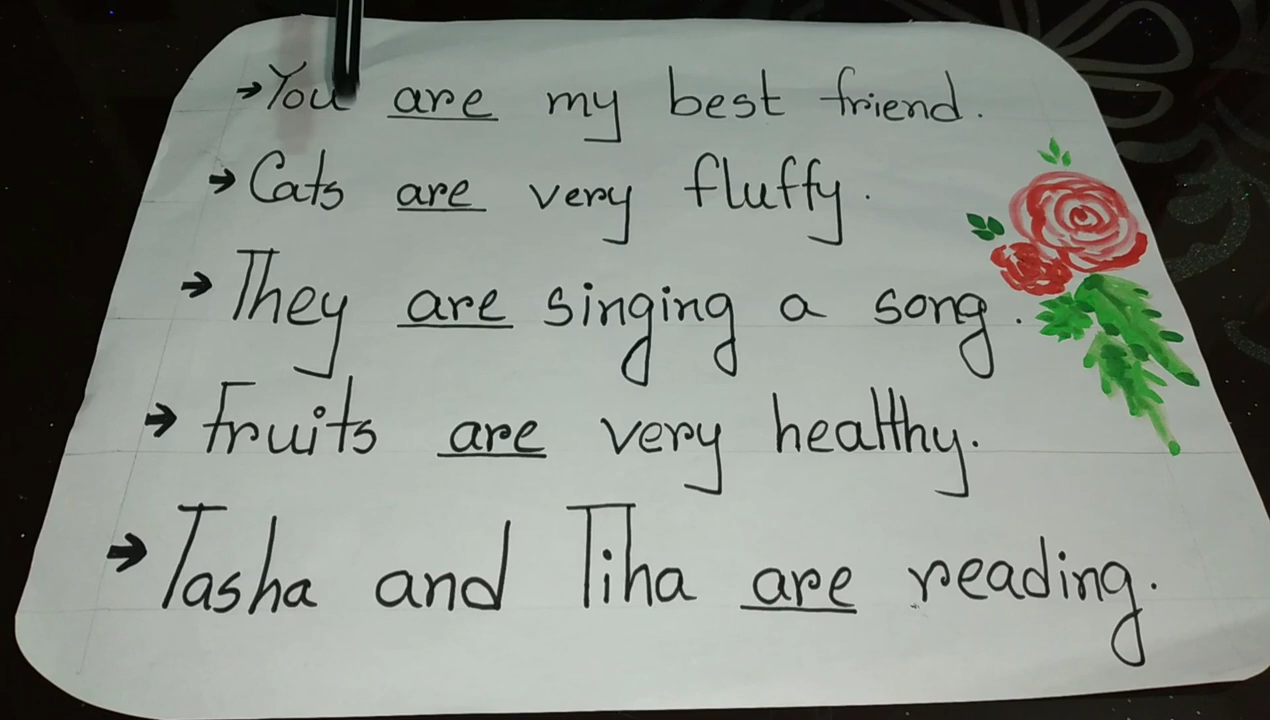 →You are my best friend.
→ Cats are very fluffy.
→ They are singing a song.
→ Fruits are very healthy.
→ Tasha and Tiha are reading.